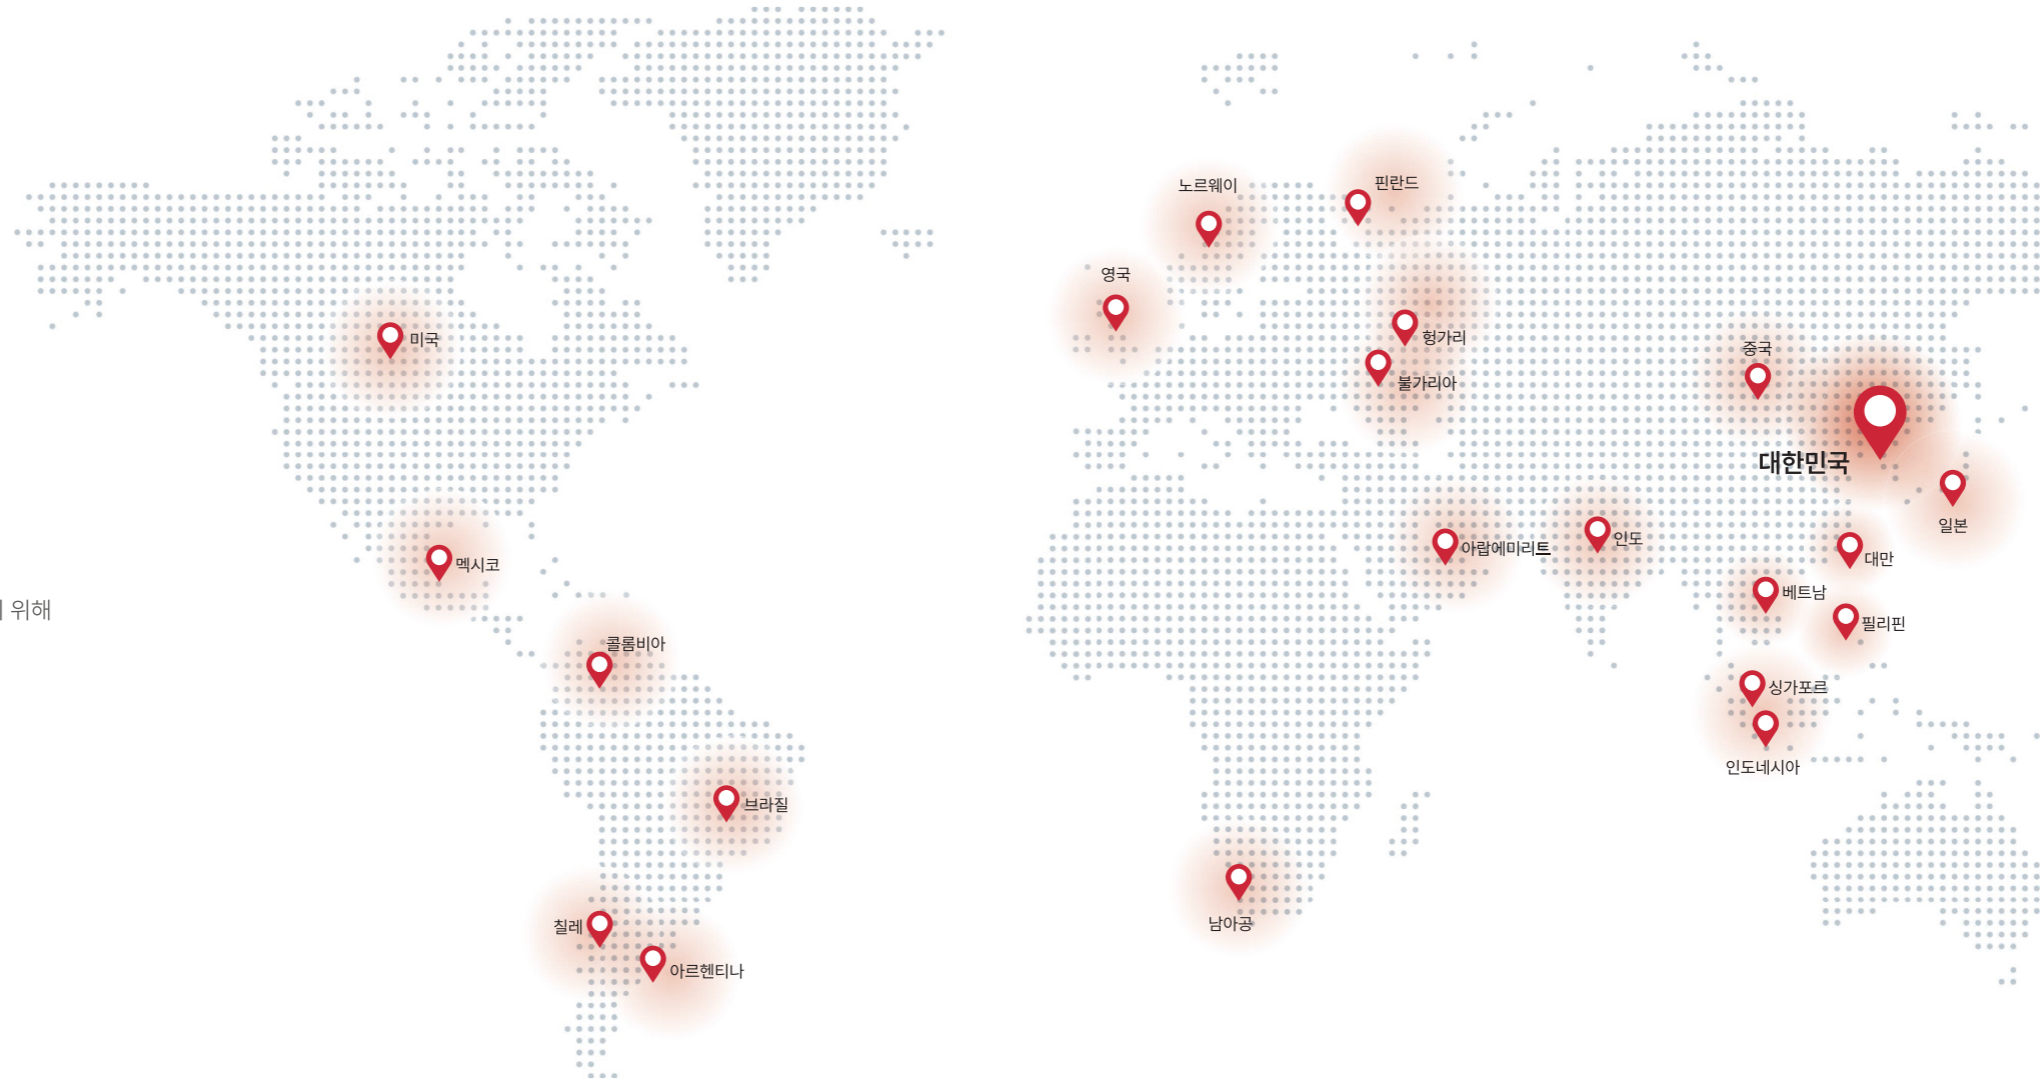 노르웨이
핀란드
영국
헝가리
불가리아
미국
중국
대한민국
일본
아랍에미리트
인도
대만
멕시코
베트남
위해
필리핀
콜롬비아
싱가포르
인도네시아
브라질
남아공
칠레
아르헨티나